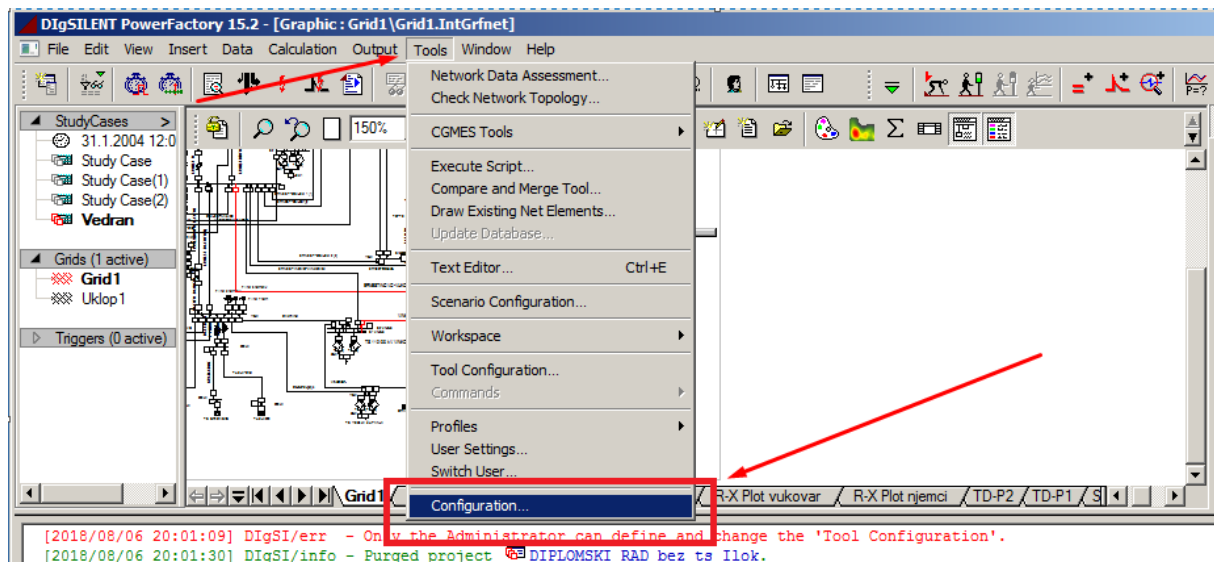 DIgSILENT PowerFactory 15.2 - [Graphic : Grid1\Grid1.IntGrfnet]
File Edit View Insert Data Calculation Output Tools Window Help
Network Data Assessment...
Check Network Topology...
CGMES Tools
Execute Script...
Compare and Merge Tool...
Draw Existing Net Elements...
Update Database...
Text Editor... Ctrl+E
Scenario Configuration...
Workspace
Tool Configuration...
Commands
Profiles
User Settings...
Switch User...
Configuration...
StudyCases >
31.1.2004 12:0
Study Case
Study Case(1)
Study Case(2)
Vedran
Grids (1 active)
Grid1
Uklop1
Triggers (0 active)
150%
Grid1
R-X Plot vukovar
R-X Plot njemci
TD-P2
TD-P1
S
[2018/08/06 20:01:09] DIgSI/err - Only the Administrator can define and change the 'Tool Configuration'.
[2018/08/06 20:01:30] DIgSI/info - Purged project DIPLOMSKI RAD bez ts Ilok.